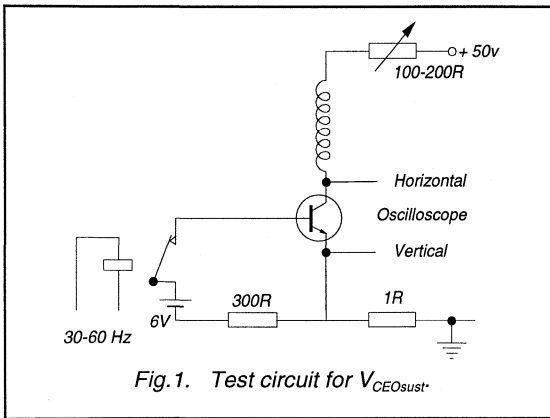 + 50v
100-200R
Horizontal
Oscilloscope
Vertical
300R
1R
6V
30-60 Hz
Fig.1. Test circuit for VCEOsust.